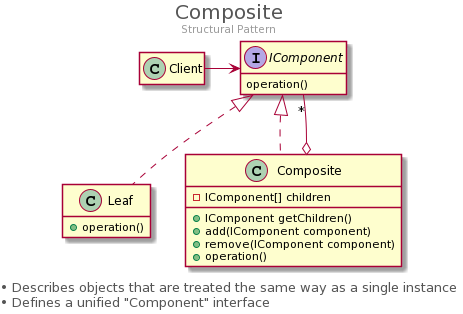 Composite
Structural Pattern
I IComponent
C Client
operation()
*
C Composite
IComponent[] children
C Leaf
IComponent getChildren()
operation()
add(IComponent component)
remove(IComponent component)
operation()
• Describes objects that are treated the same way as a single instance
• Defines a unified "Component" interface